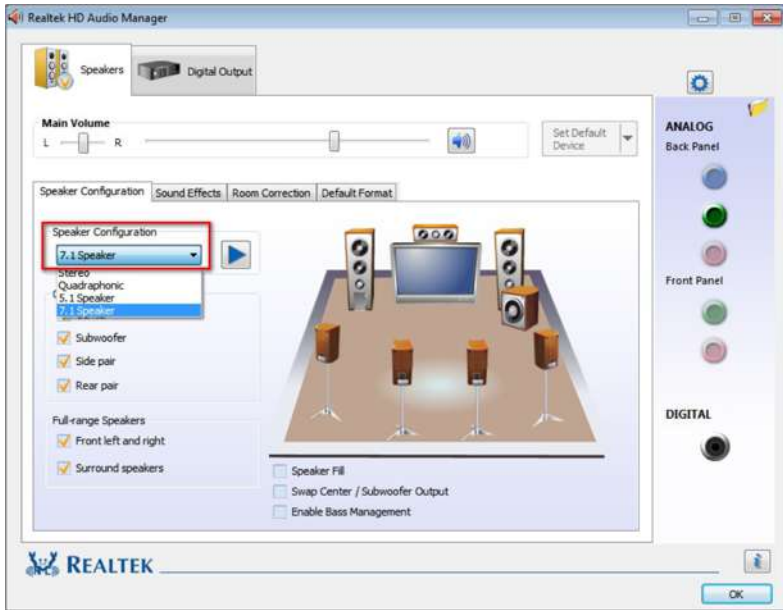 Realtek HD Audio Manager
Speakers
Digital Output
Main Volume
L
R
Set Default
Device
ANALOG
Back Panel
Speaker Configuration
Sound Effects
Room Correction
Default Format
Speaker Configuration
7.1 Speaker
Stereo
Quadraphonic
5.1 Speaker
7.1 Speaker
Subwoofer
Side pair
Rear pair
Front Panel
Full-range Speakers
Front left and right
Surround speakers
DIGITAL
Speaker Fill
Swap Center / Subwoofer Output
Enable Bass Management
REALTEK
OK